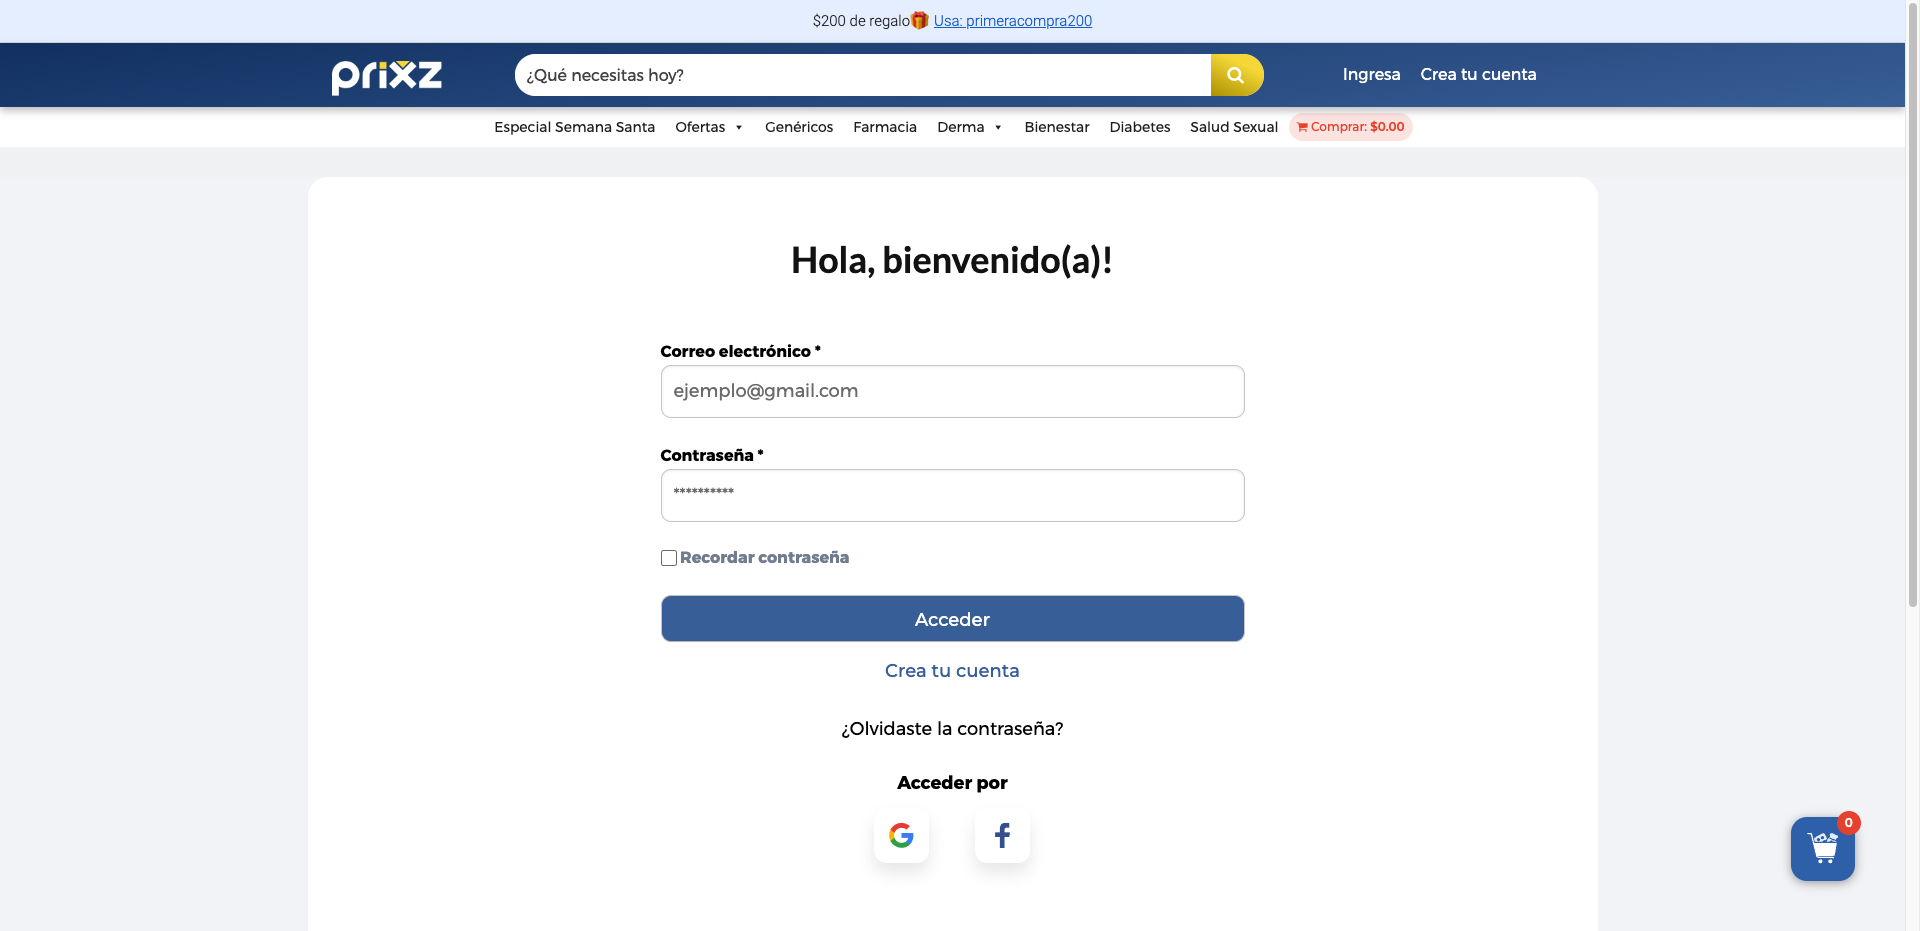 $200 de regalo🎁 Usa: primeracompra200
prixz
¿Qué necesitas hoy?
Ingresa Crea tu cuenta
Especial Semana Santa Ofertas Genéricos Farmacia Derma Bienestar Diabetes Salud Sexual Comprar: $0.00
Hola, bienvenido(a)!
Correo electrónico *
ejemplo@gmail.com
Contraseña *
**********
Recordar contraseña
Acceder
Crea tu cuenta
¿Olvidaste la contraseña?
Acceder por
0